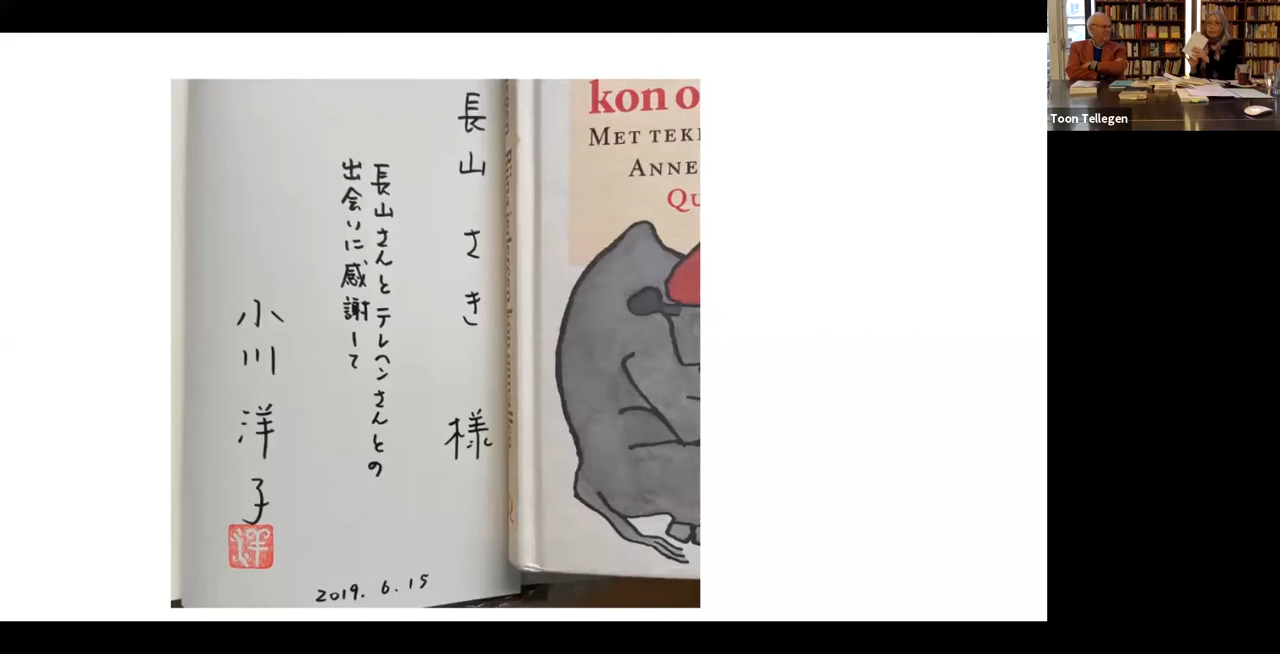 長山さき様
長山さんとテレヘンさんとの
出会いに感謝して
小川洋子
洋
2019. 6. 15
kon o
MET TEK
ANNE
QU
Toon Tellegen